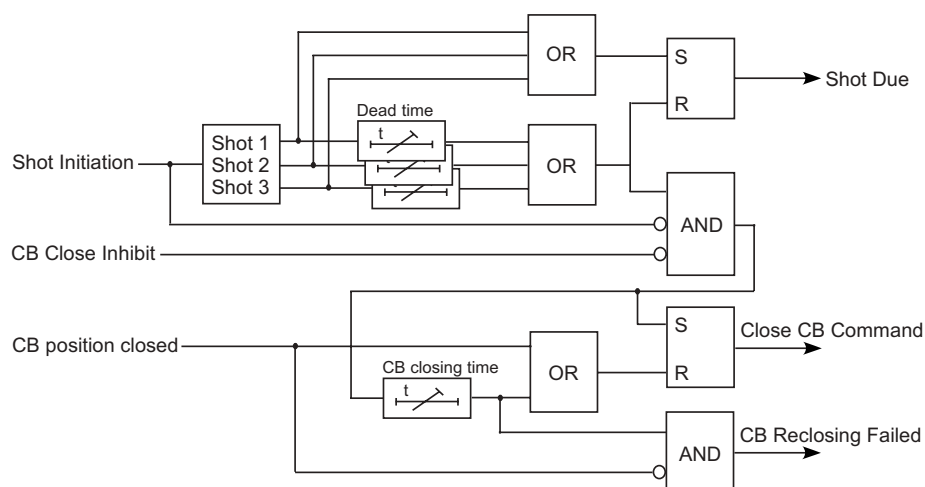 OR
S
R
Shot Due
Dead time
t
Shot Initiation
Shot 1
Shot 2
Shot 3
OR
AND
CB Close Inhibit
S
R
Close CB Command
CB position closed
CB closing time
t
OR
CB Reclosing Failed
AND